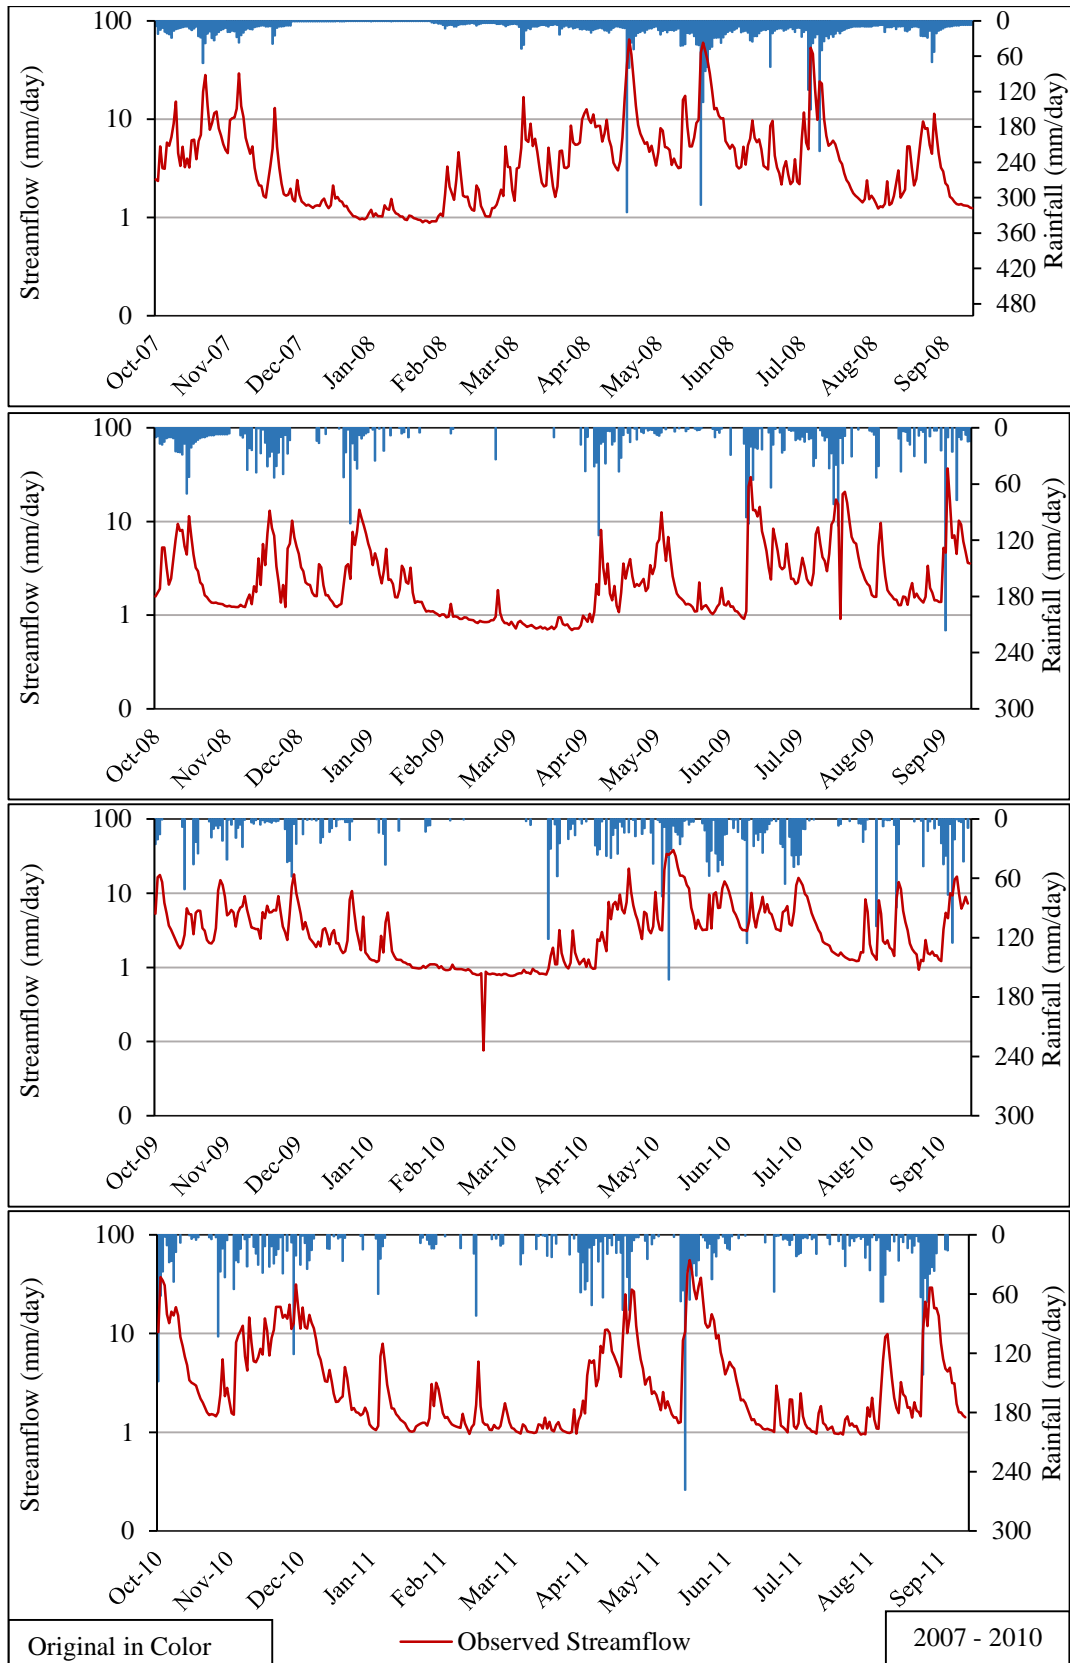 Streamflow (mm/day)
100
10
1
0
0
60
120
180
240
300
360
420
480
Rainfall (mm/day)
Oct-07
Nov-07
Dec-07
Jan-08
Feb-08
Mar-08
Apr-08
May-08
Jun-08
Jul-08
Aug-08
Sep-08
Streamflow (mm/day)
100
10
1
0
0
60
120
180
240
300
Rainfall (mm/day)
Oct-08
Nov-08
Dec-08
Jan-09
Feb-09
Mar-09
Apr-09
May-09
Jun-09
Jul-09
Aug-09
Sep-09
Streamflow (mm/day)
100
10
1
0
0
0
60
120
180
240
300
Rainfall (mm/day)
Oct-09
Nov-09
Dec-09
Jan-10
Feb-10
Mar-10
Apr-10
May-10
Jun-10
Jul-10
Aug-10
Sep-10
Streamflow (mm/day)
100
10
1
0
0
60
120
180
240
300
Rainfall (mm/day)
Oct-10
Nov-10
Dec-10
Jan-11
Feb-11
Mar-11
Apr-11
May-11
Jun-11
Jul-11
Aug-11
Sep-11
Original in Color
Observed Streamflow
2007 - 2010